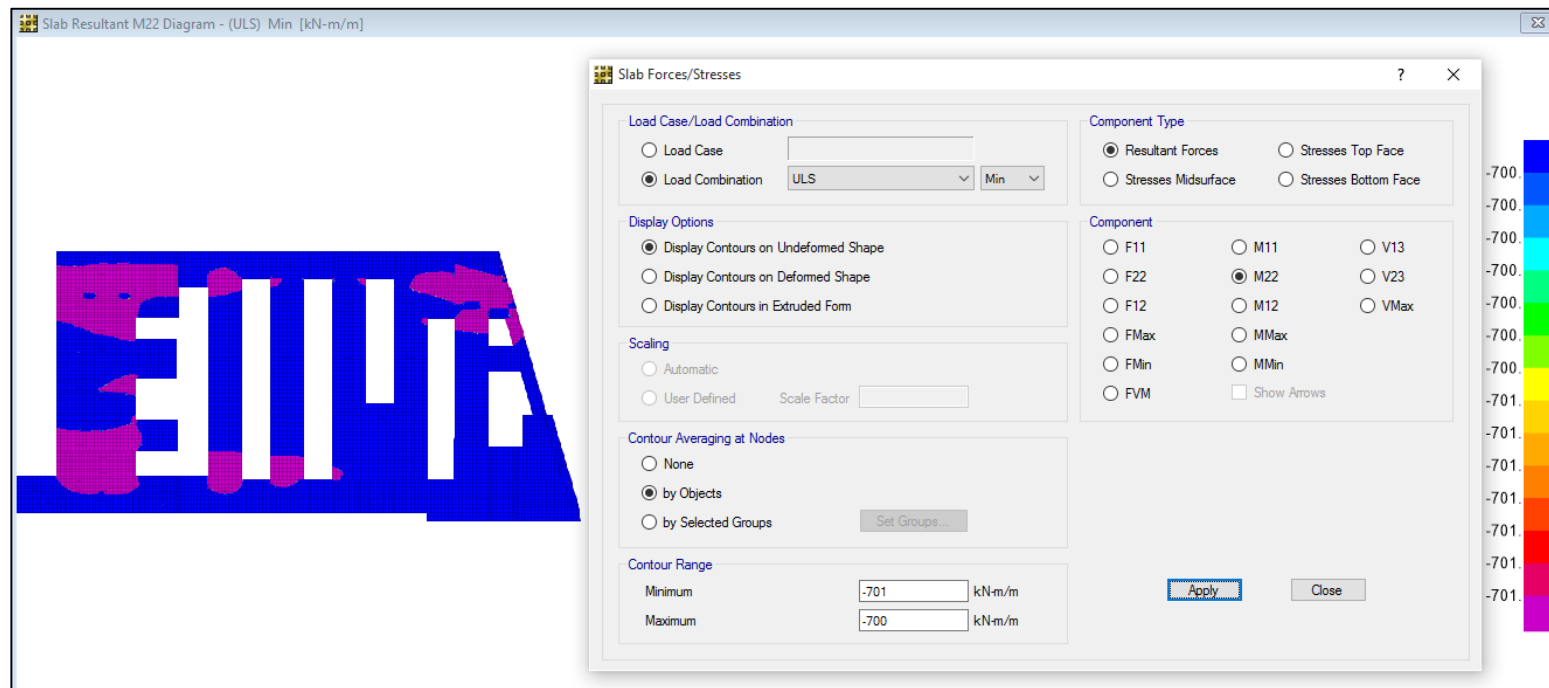 Slab Resultant M22 Diagram - (ULS) Min [kN-m/m]
Slab Forces/Stresses
?
Load Case/Load Combination
Load Case
Load Combination ULS Min
Component Type
Resultant Forces Stresses Top Face
Stresses Midsurface Stresses Bottom Face
Display Options
Display Contours on Undeformed Shape
Display Contours on Deformed Shape
Display Contours in Extruded Form
Component
F11 M11 V13
F22 M22 V23
F12 M12 VMax
FMax MMax
FMin MMin
FVM Show Arrows
Scaling
Automatic
User Defined Scale Factor
Contour Averaging at Nodes
None
by Objects
by Selected Groups Set Groups...
Contour Range
Minimum -701 kN-m/m
Maximum -700 kN-m/m
Apply Close
-700.
-700.
-700.
-700.
-700.
-700.
-700.
-701.
-701.
-701.
-701.
-701.
-701.
-701.